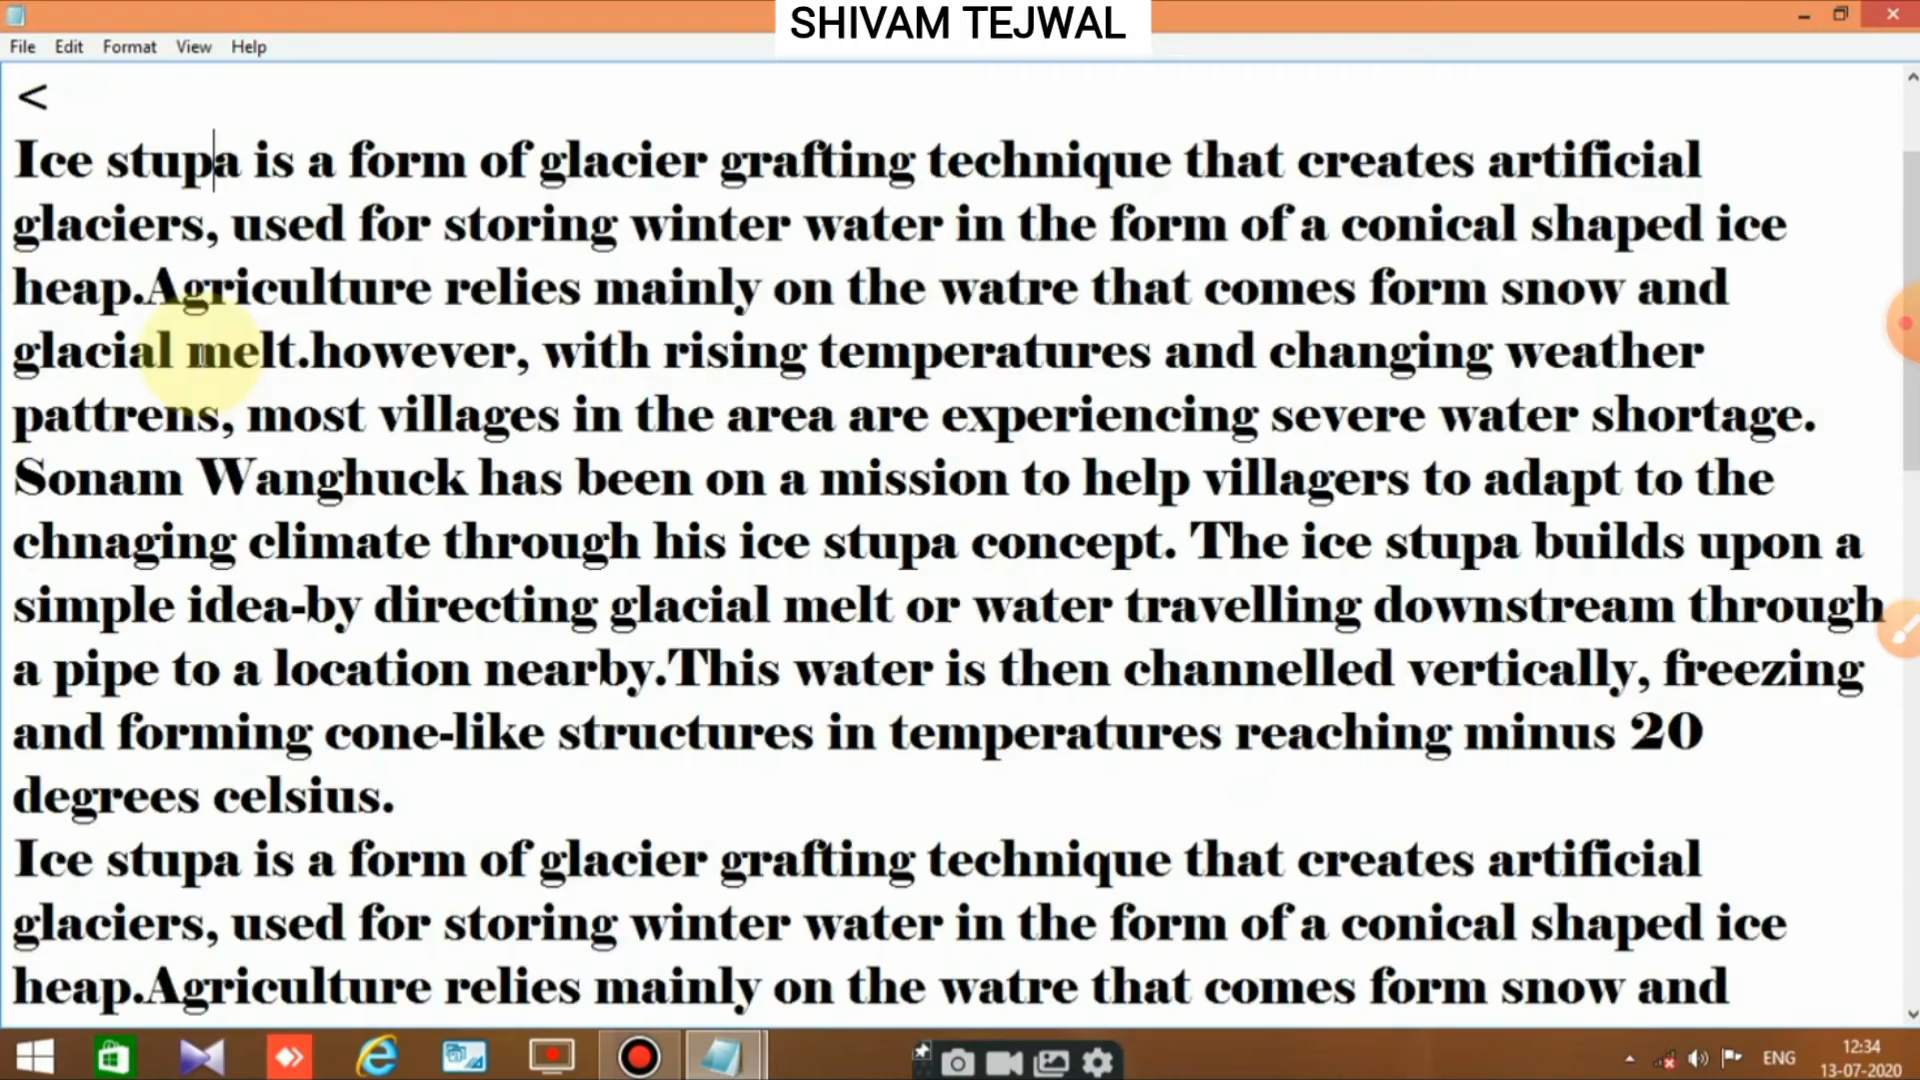 SHIVAM TEJWAL
File Edit Format View Help
<
Ice stupa is a form of glacier grafting technique that creates artificial
glaciers, used for storing winter water in the form of a conical shaped ice
heap.Agriculture relies mainly on the watre that comes form snow and
glacial melt.however, with rising temperatures and changing weather
pattrens, most villages in the area are experiencing severe water shortage.
Sonam Wanghuck has been on a mission to help villagers to adapt to the
chnaging climate through his ice stupa concept. The ice stupa builds upon a
simple idea-by directing glacial melt or water travelling downstream through
a pipe to a location nearby.This water is then channelled vertically, freezing
and forming cone-like structures in temperatures reaching minus 20
degrees celsius.
Ice stupa is a form of glacier grafting technique that creates artificial
glaciers, used for storing winter water in the form of a conical shaped ice
heap.Agriculture relies mainly on the watre that comes form snow and
ENG
12:34
13-07-2020